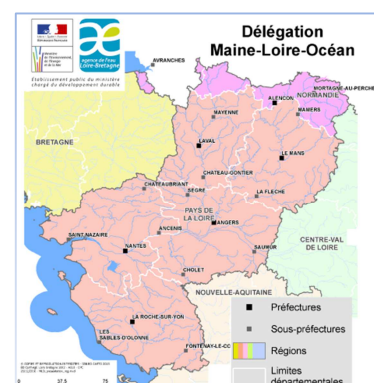 Délégation
Maine-Loire-Océan
agence de l'eau
Loire-Bretagne
Établissement public du ministère
chargé du développement durable
AVRANCHES
MORTAGNE-AU-PERCHE
ALENCON
NORMANDIE
MAMERS
MAYENNE
BRETAGNE
LAVAL
LE MANS
CHATEAU-GONTIER
CHATEAUBRIANT
SEGRE
LA FLECHE
PAYS DE
LA LOIRE
ANGERS
ANCENIS
SAINT-NAZAIRE
CENTRE-VAL
DE LOIRE
NANTES
SAUMUR
CHOLET
NOUVELLE-AQUITAINE
Préfectures
LA ROCHE-SUR-YON
Sous-préfectures
LES
SABLES-D'OLONNE
Régions
FONTENAY-LE-CO
Limites
départementales
0 37.5 75